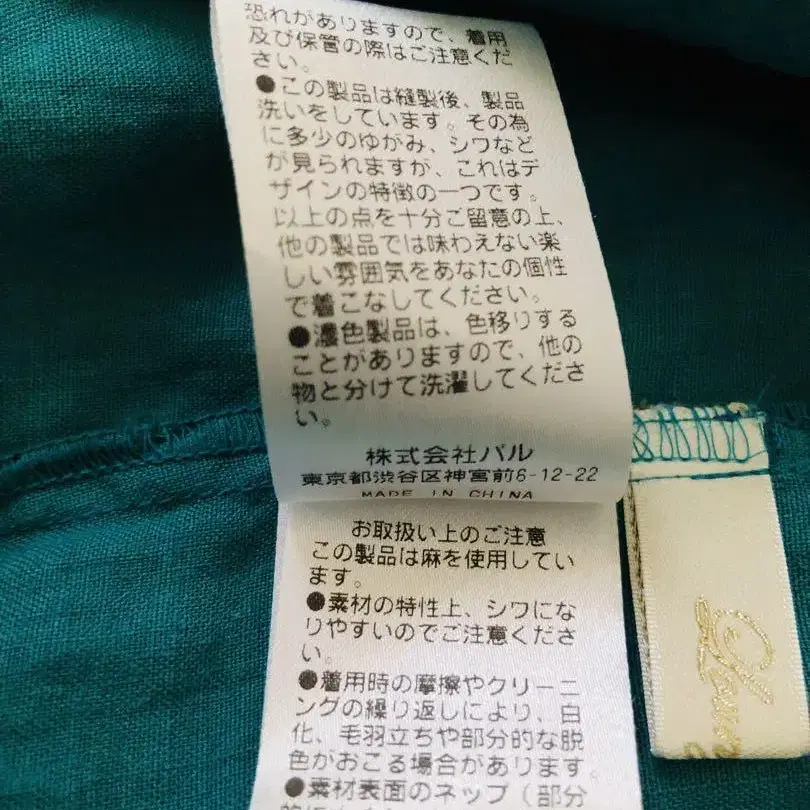 恐れがありますので、着用
及び保管の際はご注意くだ
さい。
●この製品は縫製後、製品
洗いをしています。その為
に多少のゆがみ、シワなど
が見られますが、これはデ
ザインの特徴の一つです。
以上の点を十分ご留意の上、
他の製品では味わえない楽
しい雰囲気をあなたの個性
で着こなしてください。
●濃色製品は、色移りする
ことがありますので、他の
物と分けて洗濯してくださ
い。
株式会社パル
東京都渋谷区神宮前6-12-22
MADE IN CHINA
お取扱い上のご注意
この製品は麻を使用してい
ます。
●素材の特性上、シワにな
りやすいのでご注意くださ
い。
●着用時の摩擦やクリーニ
ングの繰り返しにより、白
化、毛羽立ちや部分的な脱
色がおこる場合があります。
●素材表面のネップ（部分